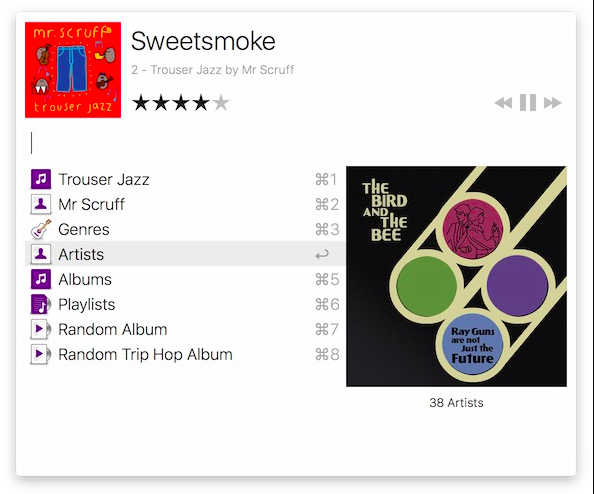 mr. scruff
trouser jazz
Sweetsmoke
2 - Trouser Jazz by Mr Scruff
Trouser Jazz ⌘1
Mr Scruff ⌘2
Genres ⌘3
Artists ↩
Albums ⌘5
Playlists ⌘6
Random Album ⌘7
Random Trip Hop Album ⌘8
THE
BIRD
AND THE
BEE
Ray Guns
are not
Just the
Future
38 Artists